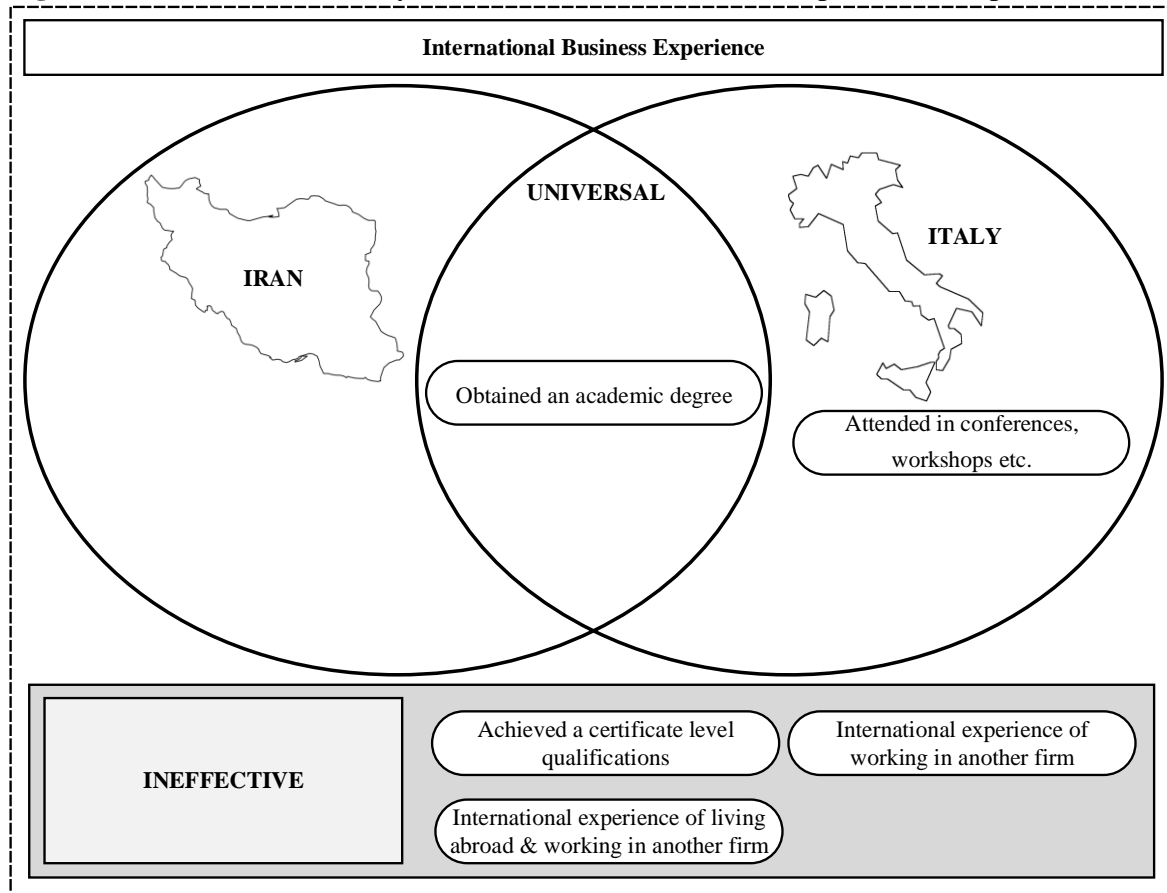 International Business Experience
UNIVERSAL
IRAN
ITALY
Obtained an academic degree
Attended in conferences,
workshops etc.
INEFFECTIVE
Achieved a certificate level
qualifications
International experience of
working in another firm
International experience of living
abroad & working in another firm